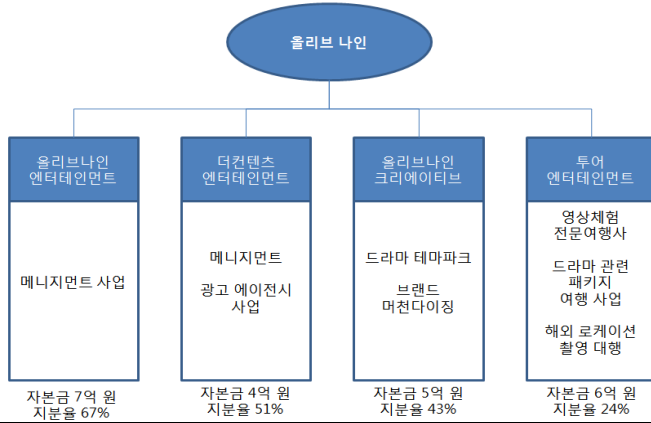 올리브 나인
올리브나인
엔터테인먼트
메니지먼트 사업
자본금 7억 원
지분율 67%
더컨텐츠
엔터테인먼트
메니지먼트
광고 에이전시
사업
자본금 4억 원
지분율 51%
올리브나인
크리에이티브
드라마 테마파크
브랜드
머천다이징
자본금 5억 원
지분율 43%
투어
엔터테인먼트
영상체험
전문여행사
드라마 관련
패키지
여행 사업
해외 로케이션
촬영 대행
자본금 6억 원
지분율 24%